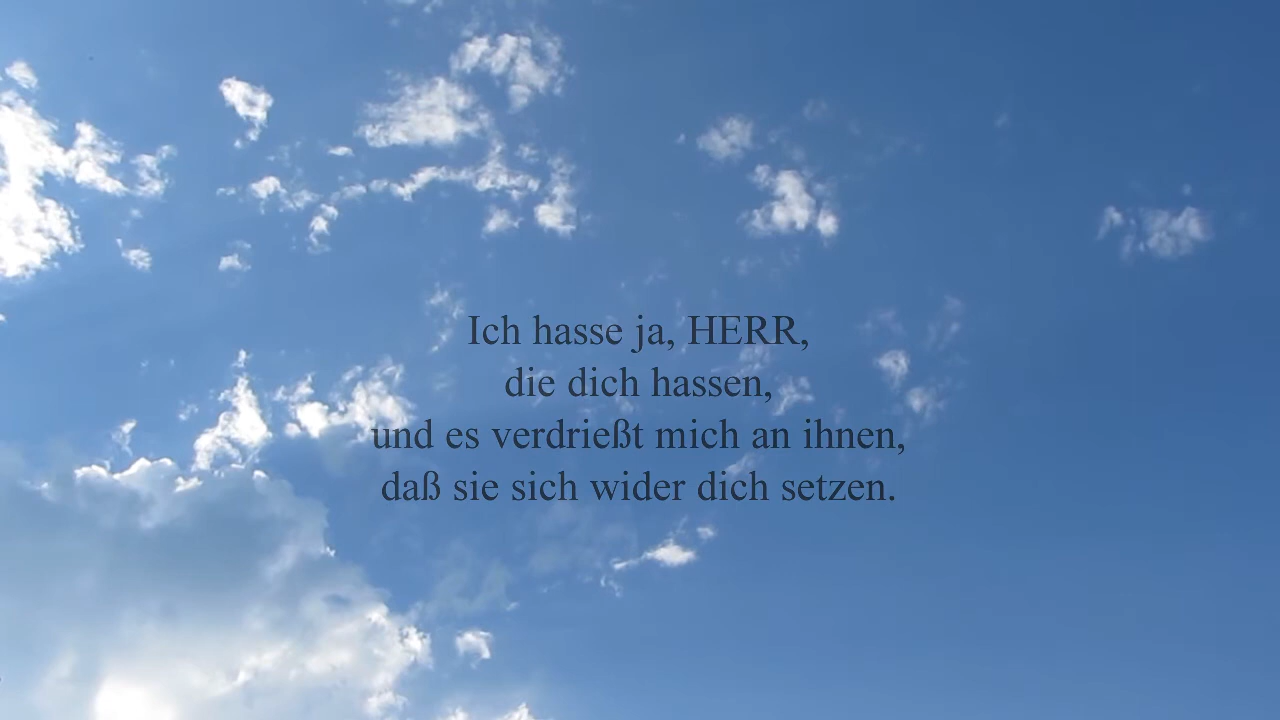 Ich hasse ja, HERR,
die dich hassen,
und es verdrießt mich an ihnen,
daß sie sich wider dich setzen.